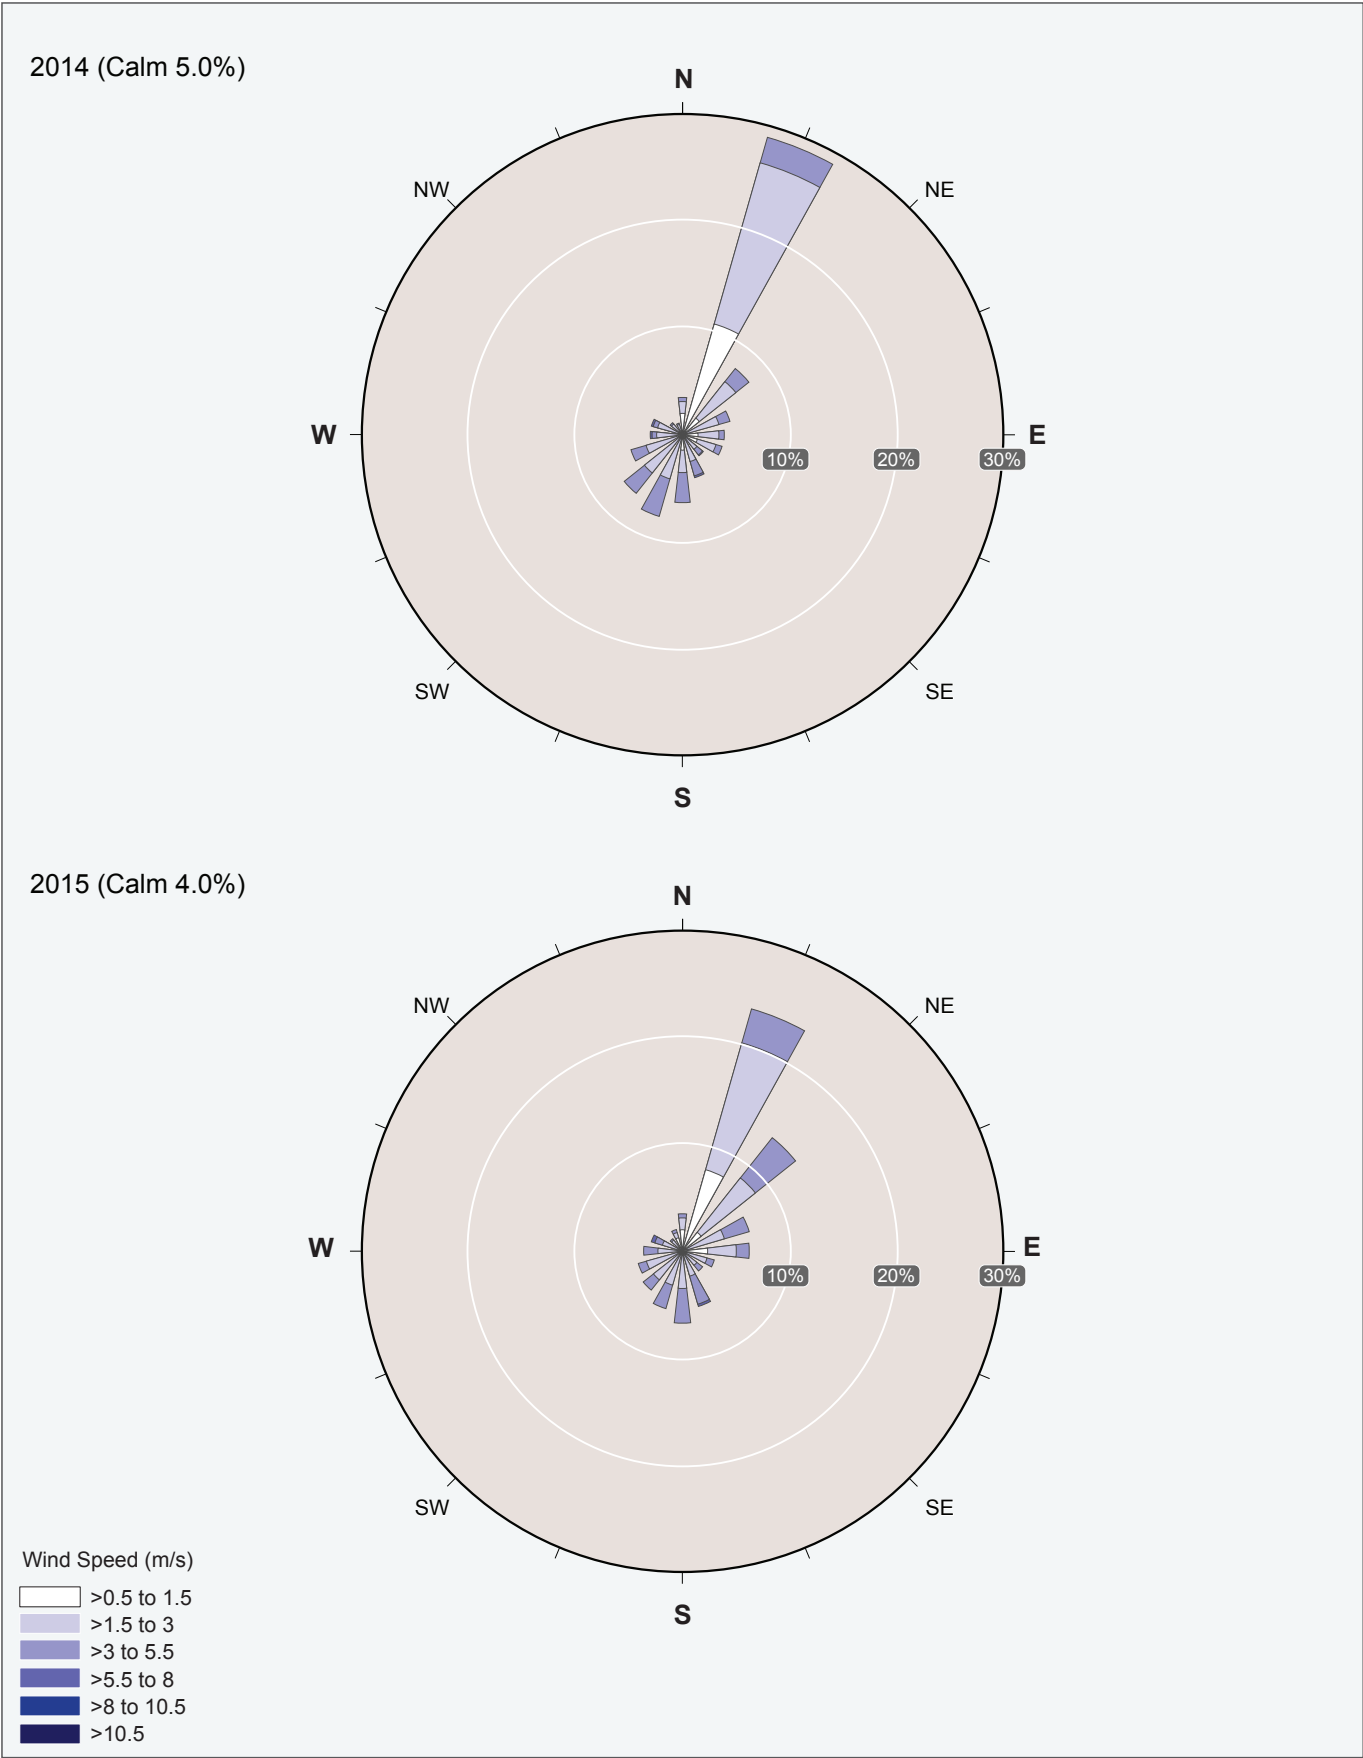 2014 (Calm 5.0%)
N
NW
NE
W
E
10%
20%
30%
SW
SE
S
2015 (Calm 4.0%)
N
NW
NE
W
E
10%
20%
30%
SW
SE
S
Wind Speed (m/s)
>0.5 to 1.5
>1.5 to 3
>3 to 5.5
>5.5 to 8
>8 to 10.5
>10.5